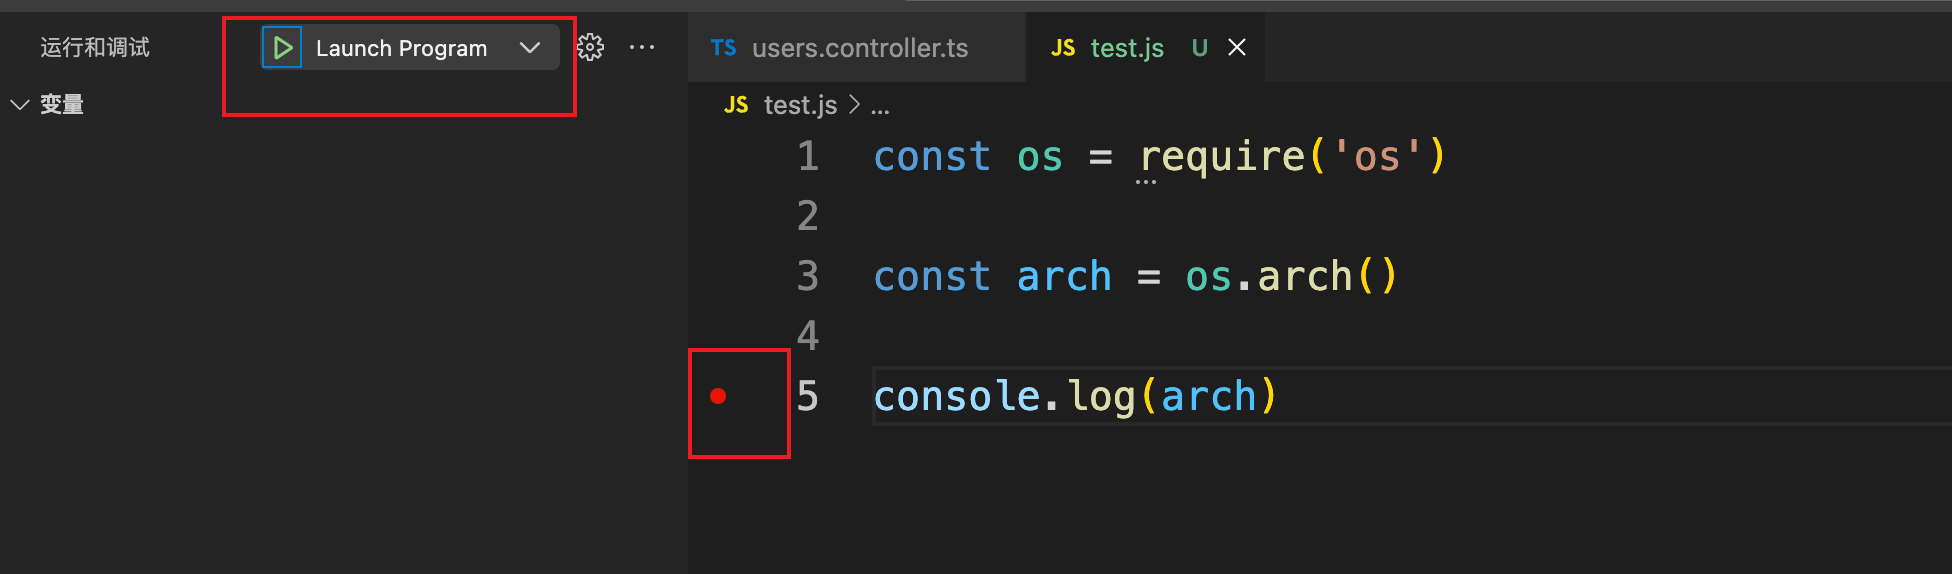 运行和调试 Launch Program
变量
TS users.controller.ts JS test.js U
JS test.js > ...
1 const os = require('os')
2
3 const arch = os.arch()
4
5 console.log(arch)